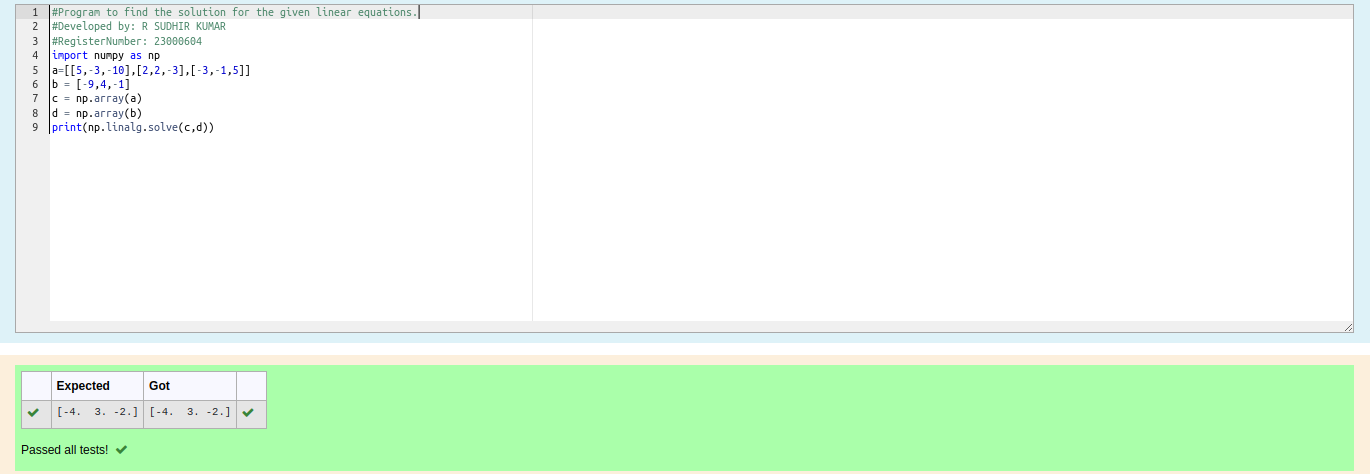 1 #Program to find the solution for the given linear equations.
2 #Developed by: R SUDHIR KUMAR
3 #RegisterNumber: 23000604
4 import numpy as np
5 a=[[5,-3,-10],[2,2,-3],[-3,-1,5]]
6 b = [-9,4,-1]
7 c = np.array(a)
8 d = np.array(b)
9 print(np.linalg.solve(c,d))
Expected Got
[-4.  3. -2.] [-4.  3. -2.]
Passed all tests!